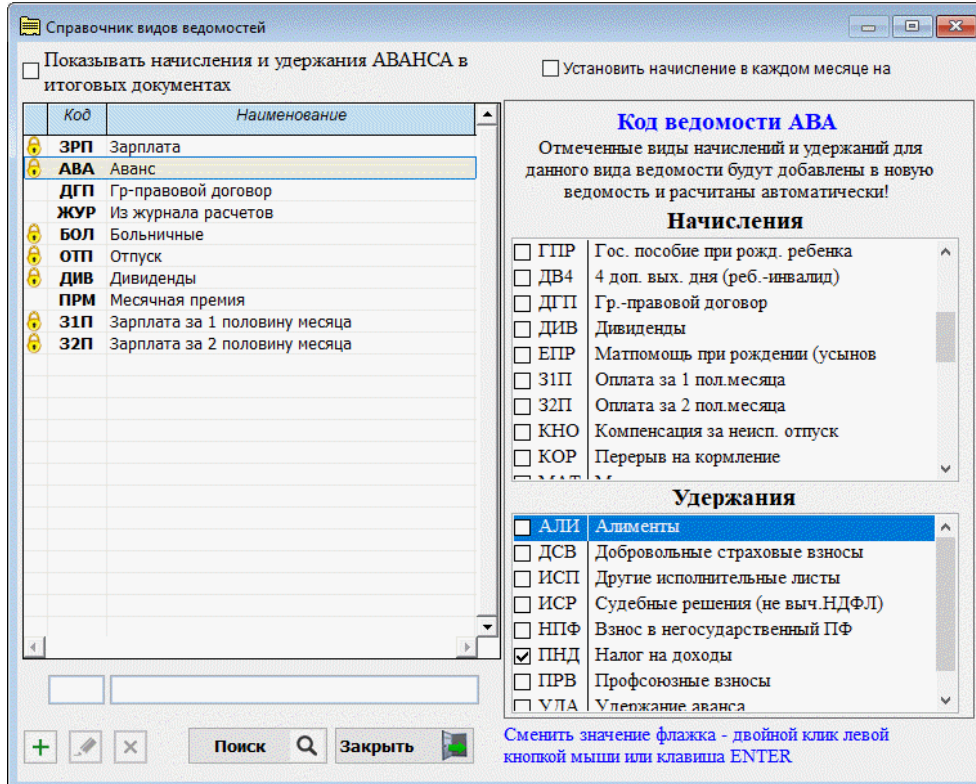 Справочник видов ведомостей
Показывать начисления и удержания АВАНСА в
итоговых документах
Установить начисление в каждом месяце на
Код Наименование
ЗРП Зарплата
АВА Аванс
ДГП Гр-правовой договор
ЖУР Из журнала расчетов
БОЛ Больничные
ОТП Отпуск
ДИВ Дивиденды
ПРМ Месячная премия
З1П Зарплата за 1 половину месяца
З2П Зарплата за 2 половину месяца
Код ведомости АВА
Отмеченные виды начислений и удержаний для
данного вида ведомости будут добавлены в новую
ведомость и расчитаны автоматически!
Начисления
ГПР Гос. пособие при рожд. ребенка
ДВ4 4 доп. вых. дня (реб.-инвалид)
ДГП Гр.-правовой договор
ДИВ Дивиденды
ЕПР Матпомощь при рождении (усынов
З1П Оплата за 1 пол.месяца
З2П Оплата за 2 пол.месяца
КНО Компенсация за неисп. отпуск
КОР Перерыв на кормление
Удержания
АЛИ Алименты
ДСВ Добровольные страховые взносы
ИСП Другие исполнительные листы
ИСР Судебные решения (не выч.НДФЛ)
НПФ Взнос в негосударственный ПФ
ПНД Налог на доходы
ПРВ Профсоюзные взносы
УДА Удержание аванса
Поиск
Закрыть
Сменить значение флажка - двойной клик левой
кнопкой мыши или клавиша ENTER